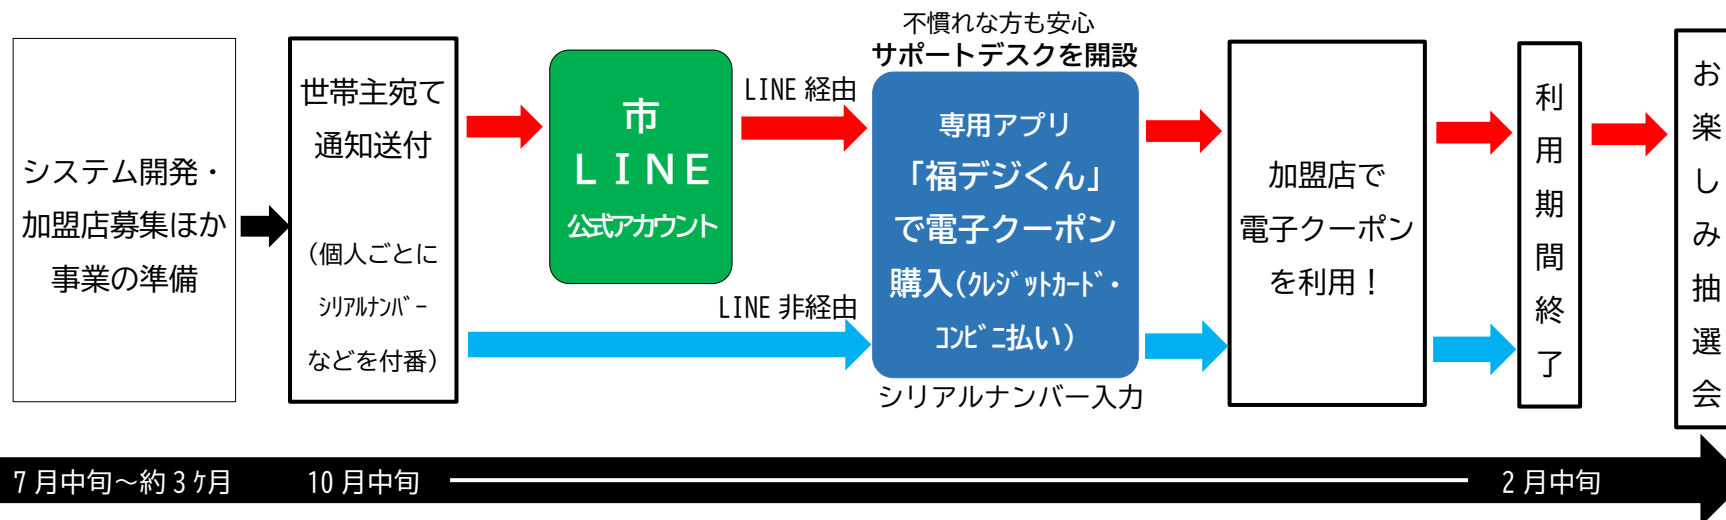 システム開発・
加盟店募集ほか
事業の準備
世帯主宛て
通知送付
（個人ごとに
ｼﾘｱﾙﾅﾝﾊﾞｰ
などを付番）
市
ＬＩＮＥ
公式アカウント
LINE 経由
LINE 非経由
不慣れな方も安心
サポートデスクを開設
専用アプリ
「福デジくん」
で電子クーポン
購入（ｸﾚｼﾞｯﾄｶｰﾄﾞ・
ｺﾝﾋﾞﾆ払い）
シリアルナンバー入力
加盟店で
電子クーポン
を利用！
利用期間終了
お楽しみ抽選会
7 月中旬～約 3 ｹ月
10 月中旬
2 月中旬